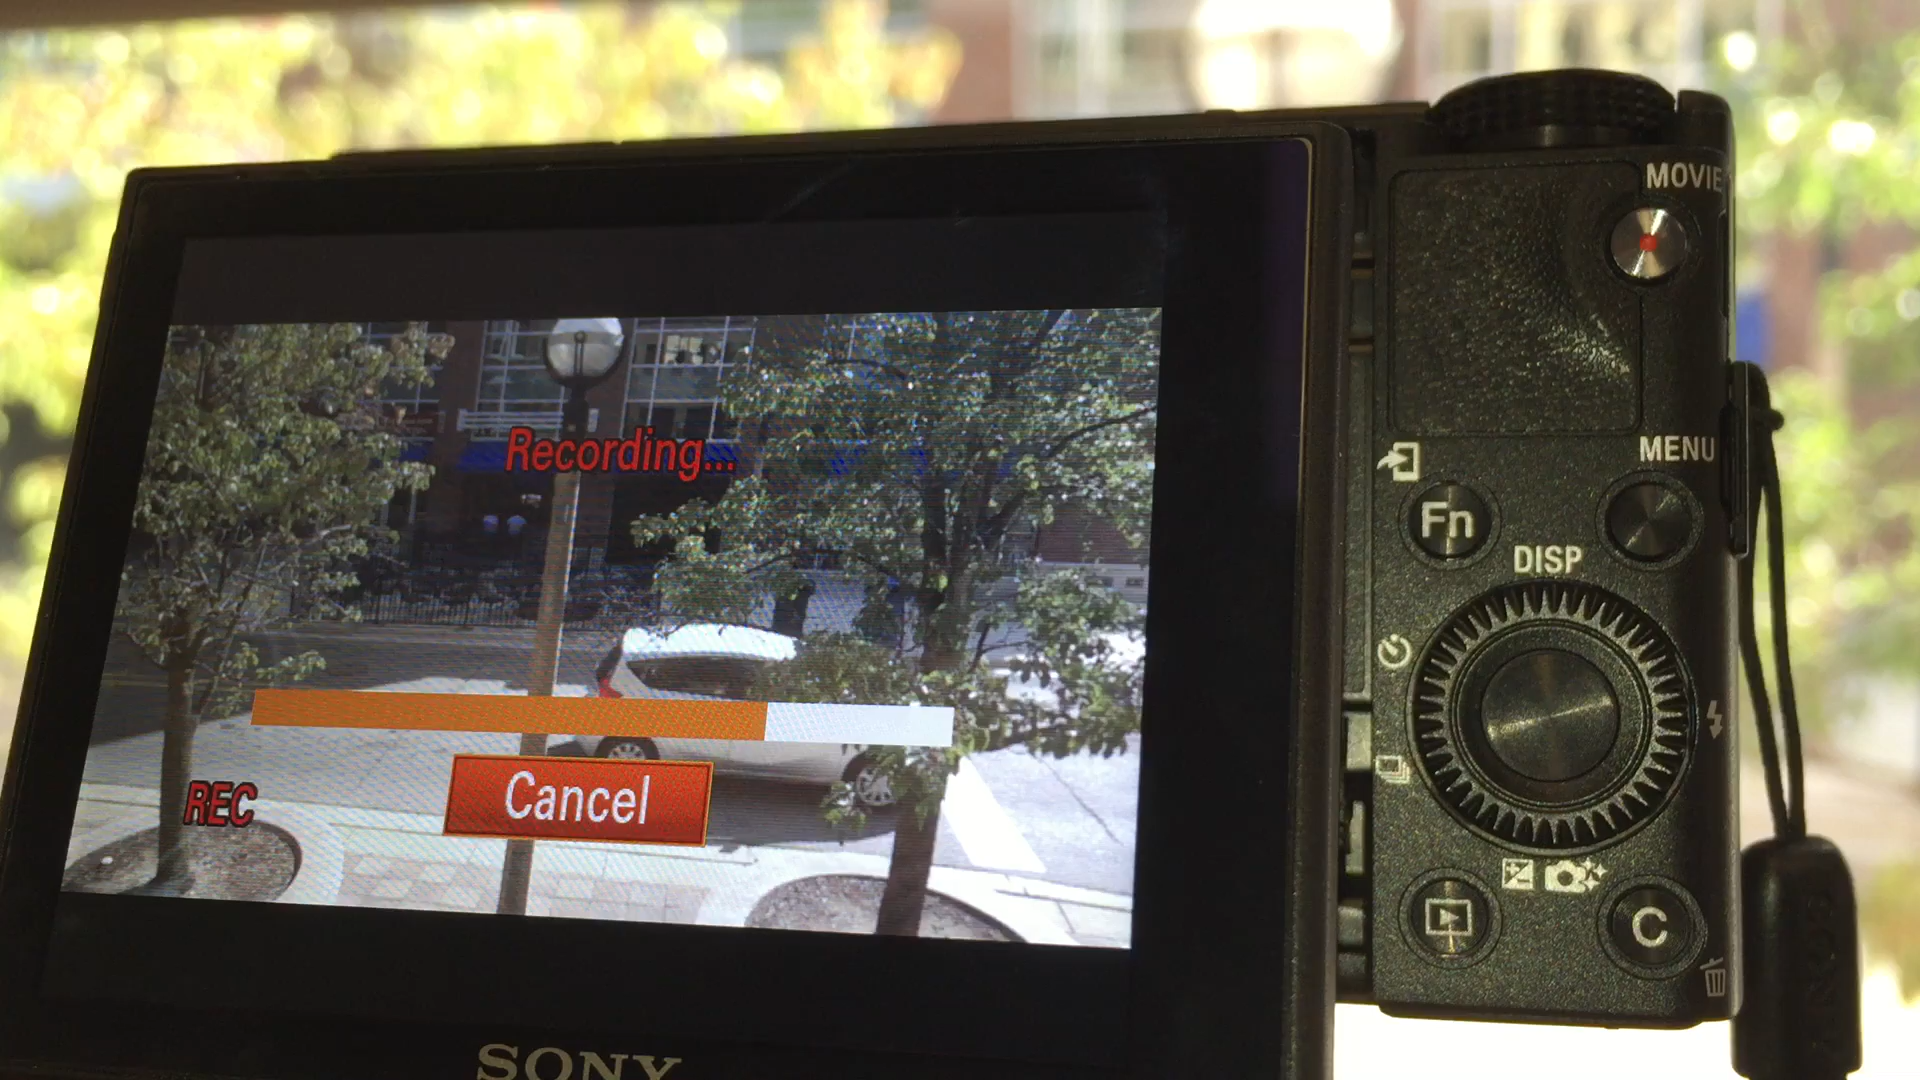 MOVIE
Recording...
MENU
Fn
DISP
REC
Cancel
C
SONY